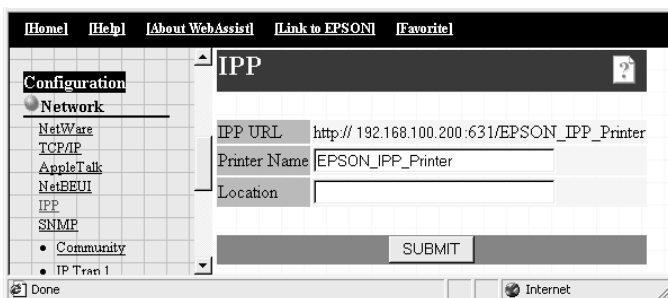 [Home] [Help] [About WebAssist] [Link to EPSON] [Favorite]
Configuration
Network
NetWare
TCP/IP
AppleTalk
NetBEUI
IPP
SNMP
• Community
• IP Trap 1
IPP
?
IPP URL http:// 192.168.100.200:631/EPSON_IPP_Printer
Printer Name EPSON_IPP_Printer
Location
SUBMIT
Done
Internet